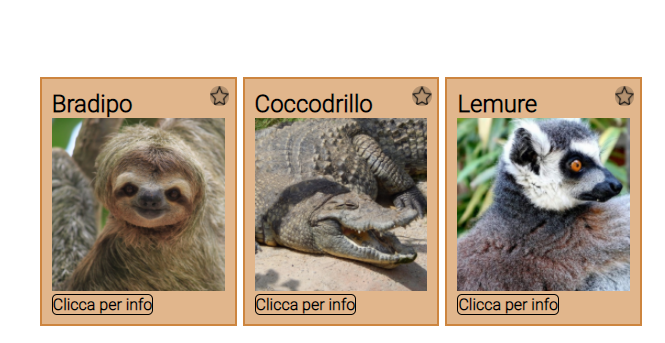 Bradipo
Clicca per info
Coccodrillo
Clicca per info
Lemure
Clicca per info